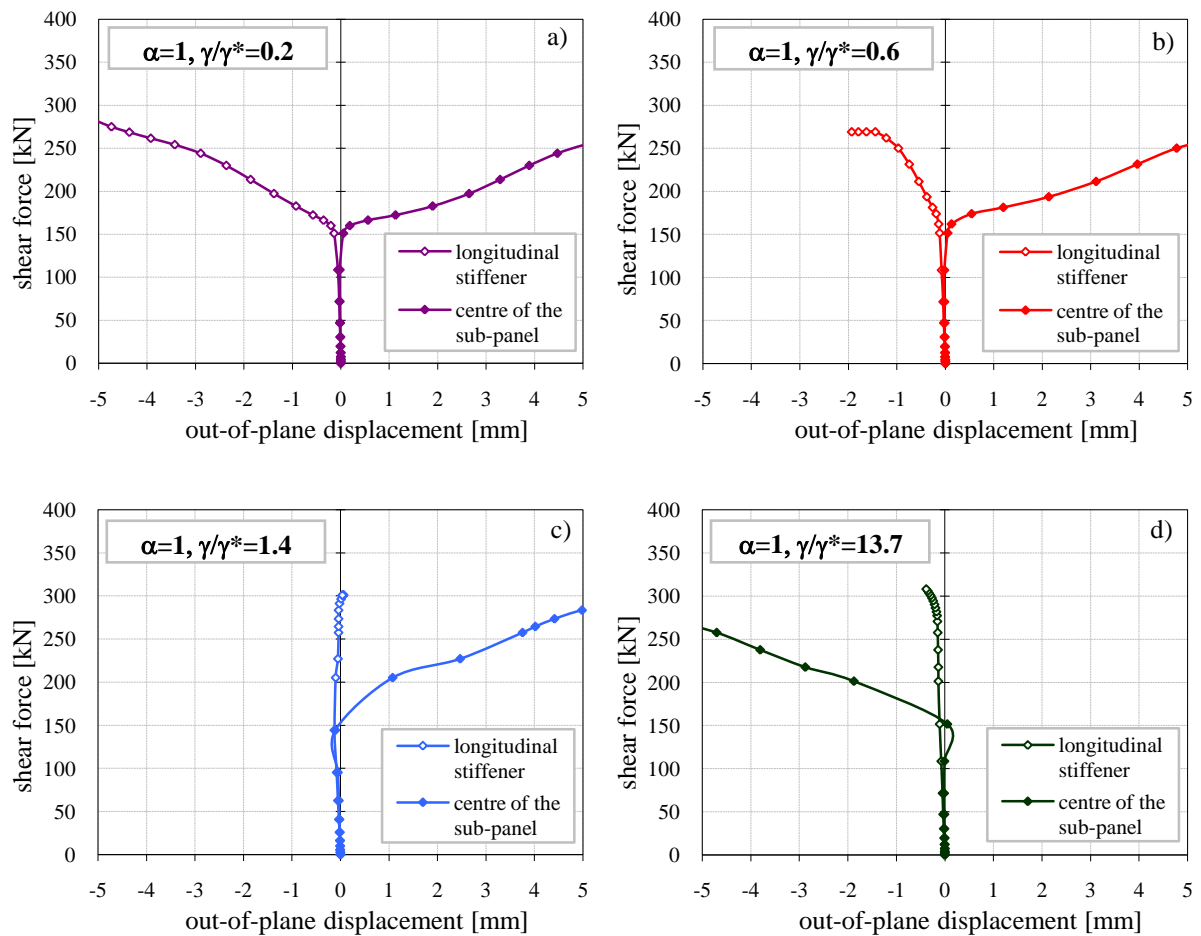 a)
α=1, γ/γ*=0.2
shear force [kN]
400
350
300
250
200
150
100
50
0
longitudinal
stiffener
centre of the
sub-panel
-5 -4 -3 -2 -1 0 1 2 3 4 5
out-of-plane displacement [mm]
b)
α=1, γ/γ*=0.6
shear force [kN]
400
350
300
250
200
150
100
50
0
longitudinal
stiffener
centre of the
sub-panel
-5 -4 -3 -2 -1 0 1 2 3 4 5
out-of-plane displacement [mm]
c)
α=1, γ/γ*=1.4
shear force [kN]
400
350
300
250
200
150
100
50
0
longitudinal
stiffener
centre of the
sub-panel
-5 -4 -3 -2 -1 0 1 2 3 4 5
out-of-plane displacement [mm]
d)
α=1, γ/γ*=13.7
shear force [kN]
400
350
300
250
200
150
100
50
0
longitudinal
stiffener
centre of the
sub-panel
-5 -4 -3 -2 -1 0 1 2 3 4 5
out-of-plane displacement [mm]